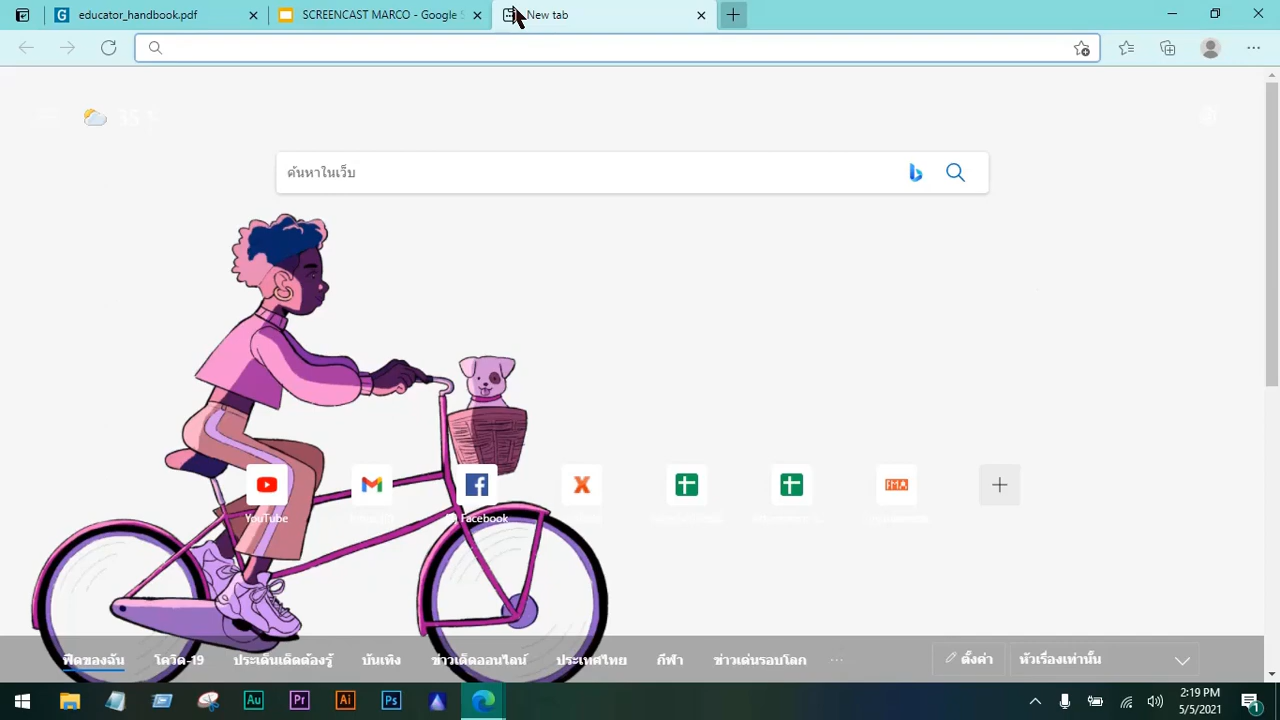 educator_handbook.pdf
SCREENCAST MARCO - Google S
New tab
ค้นหาในเว็บ
YouTube
Facebook
ฟีดของฉัน
โควิด-19
ประเด็นเด็ดต้องรู้
บันเทิง
ข่าวเด็ดออนไลน์
ประเทศไทย
กีฬา
ข่าวเด่นรอบโลก
...
ตั้งค่า
หัวเรื่องเท่านั้น
Au
Pr
Ai
Ps
2:19 PM
5/5/2021
1